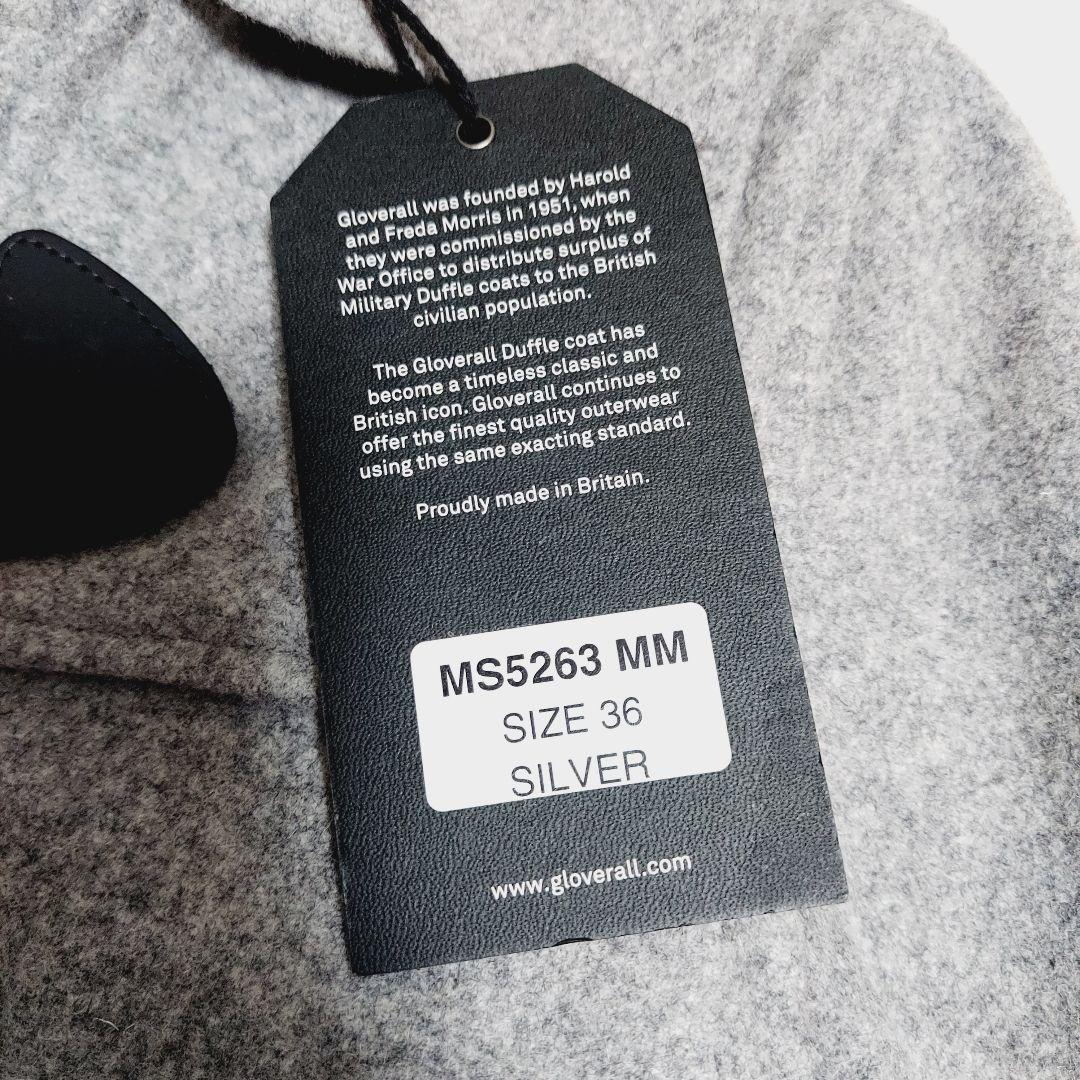 Gloverall was founded by Harold
and Freda Morris in 1951, when
they were commissioned by the
War Office to distribute surplus of
Military Duffle coats to the British
civilian population.
The Gloverall Duffle coat has
become a timeless classic and
British icon. Gloverall continues to
offer the finest quality outerwear
using the same exacting standard.
Proudly made in Britain.
MS5263 MM
SIZE 36
SILVER
www.gloverall.com